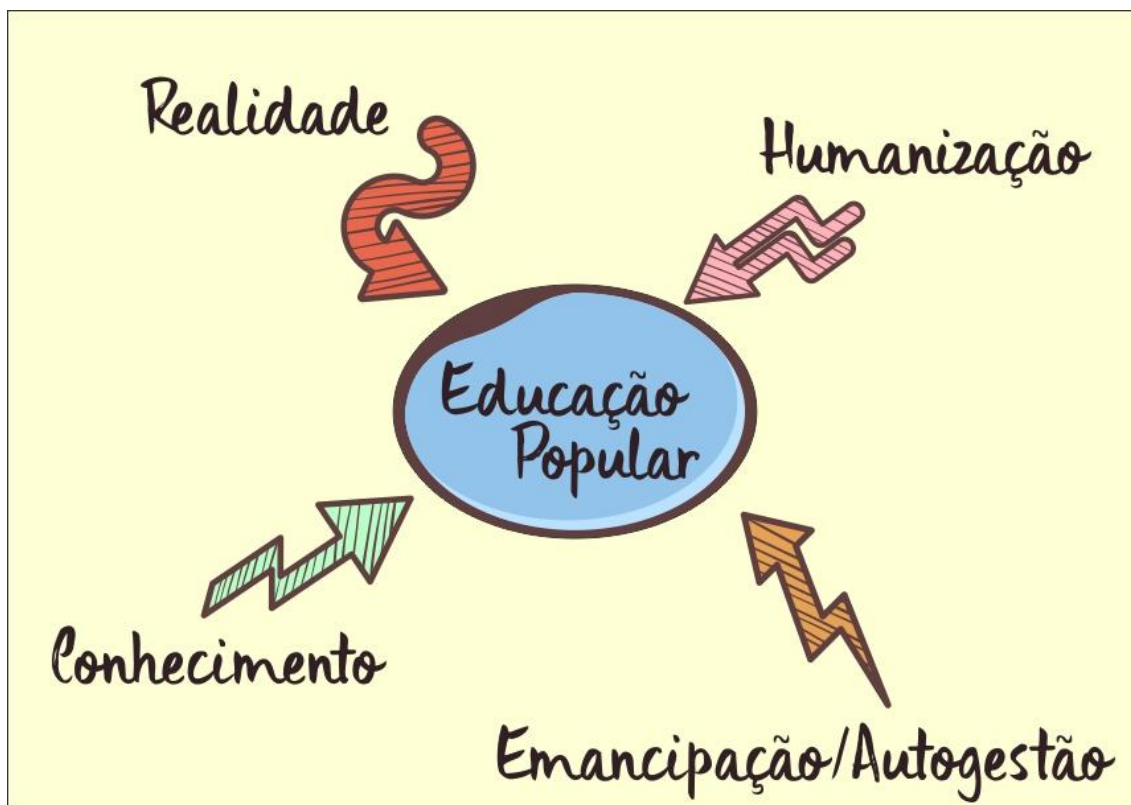 Realidade
Humanização
Educação
Popular
Conhecimento
Emancipação/Autogestão